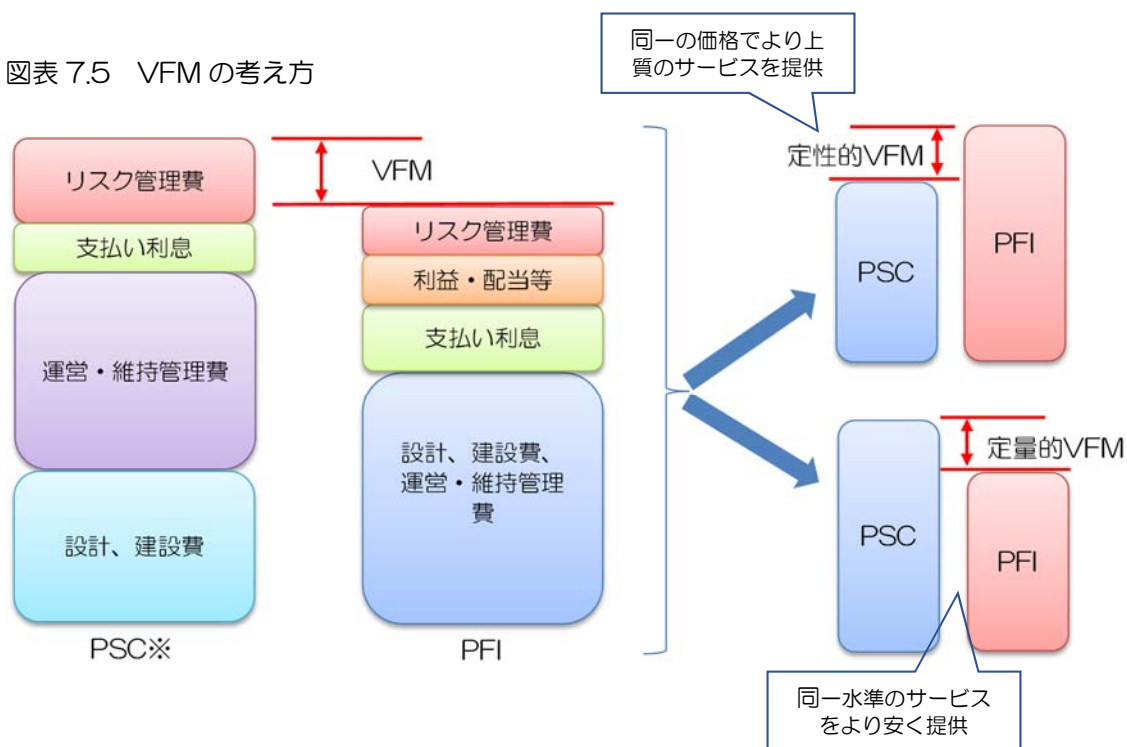 図表 7.5 VFM の考え方
同一の価格でより上
質のサービスを提供
リスク管理費
支払い利息
運営・維持管理費
設計、建設費
PSC※
VFM
リスク管理費
利益・配当等
支払い利息
設計、建設費、
運営・維持管理
費
PFI
定性的VFM
PSC
PFI
定量的VFM
PSC
PFI
同一水準のサービス
をより安く提供